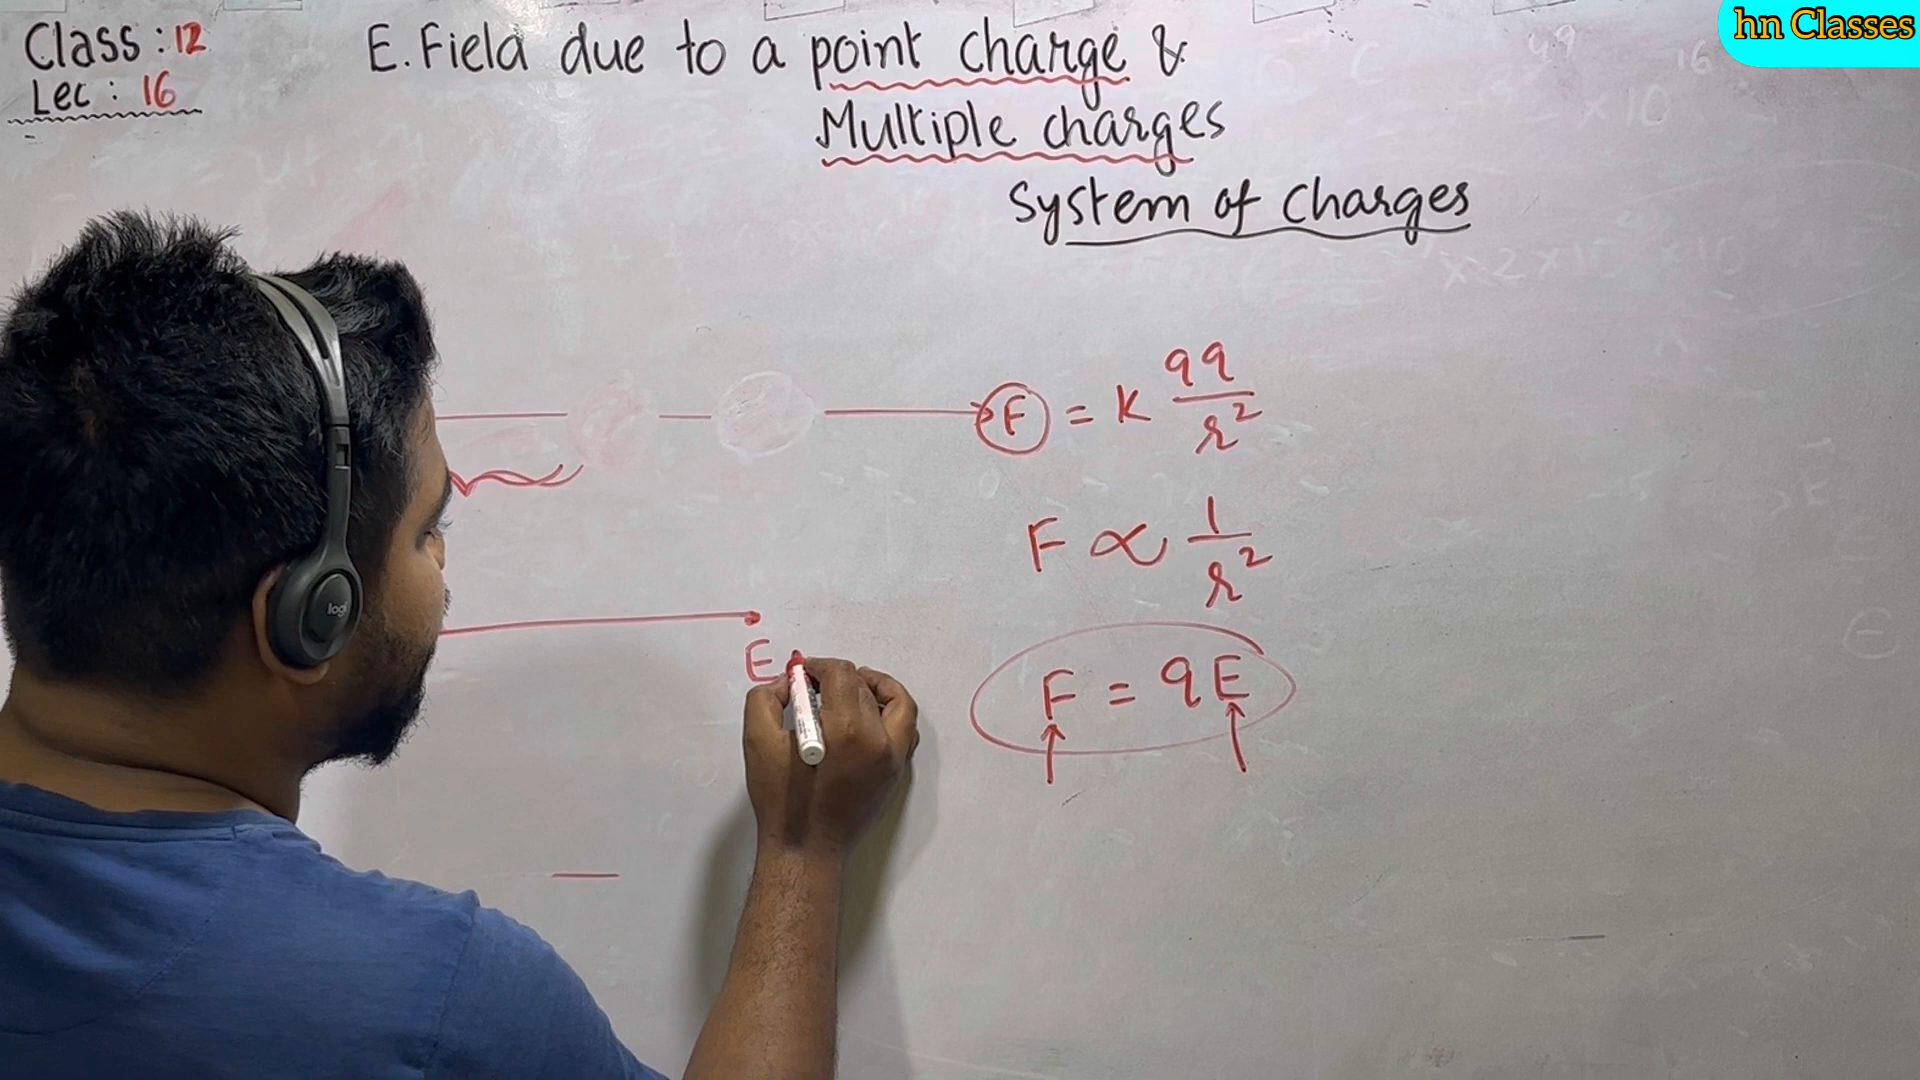 hn Classes
Class : 12
Lec : 16
E. Field due to a point charge &
Multiple charges
System of charges
F = K qq / r²
F ∝ 1 / r²
E
F = qE
logi